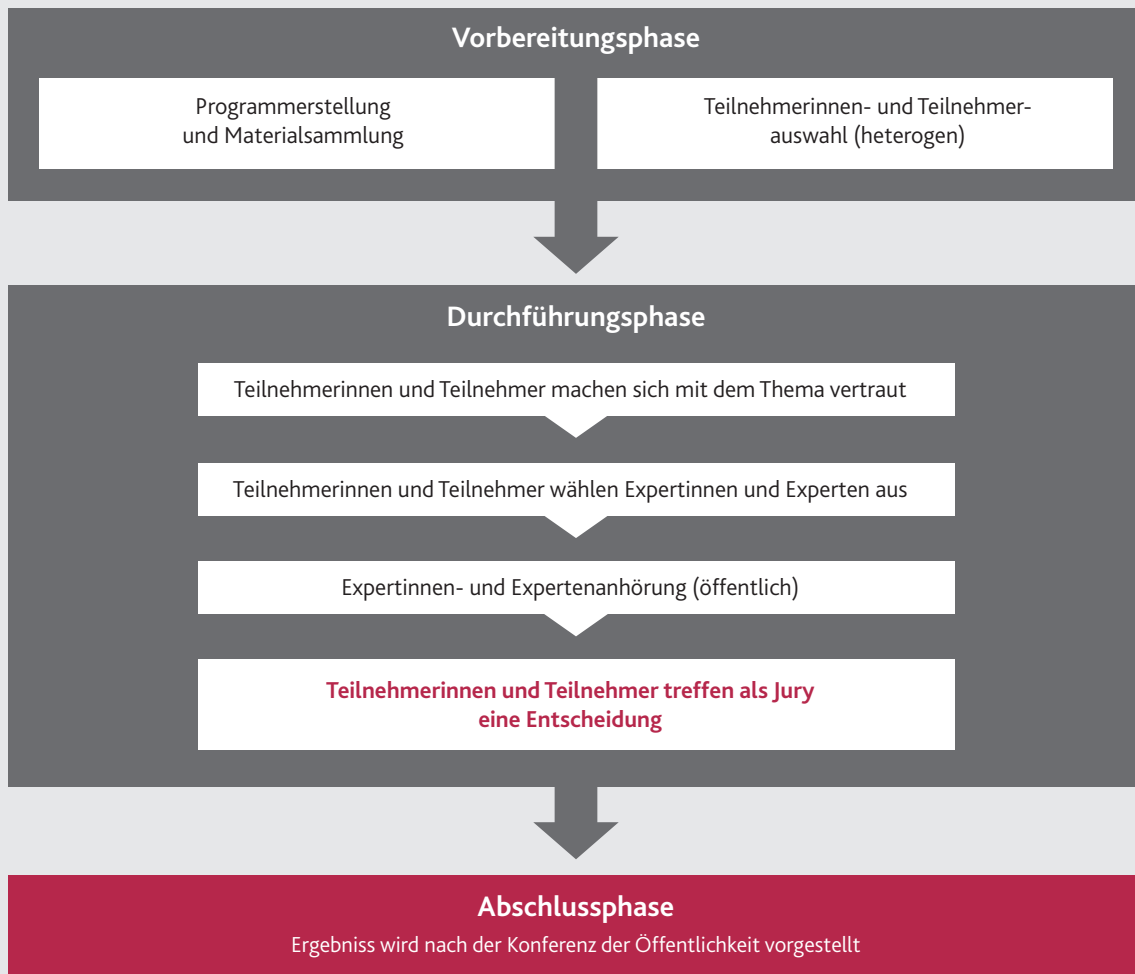 Vorbereitungsphase
Programmerstellung
und Materialsammlung
Teilnehmerinnen- und Teilnehmer-
auswahl (heterogen)
Durchführungsphase
Teilnehmerinnen und Teilnehmer machen sich mit dem Thema vertraut
Teilnehmerinnen und Teilnehmer wählen Expertinnen und Experten aus
Expertinnen- und Expertenanhörung (öffentlich)
Teilnehmerinnen und Teilnehmer treffen als Jury
eine Entscheidung
Abschlussphase
Ergebniss wird nach der Konferenz der Öffentlichkeit vorgestellt